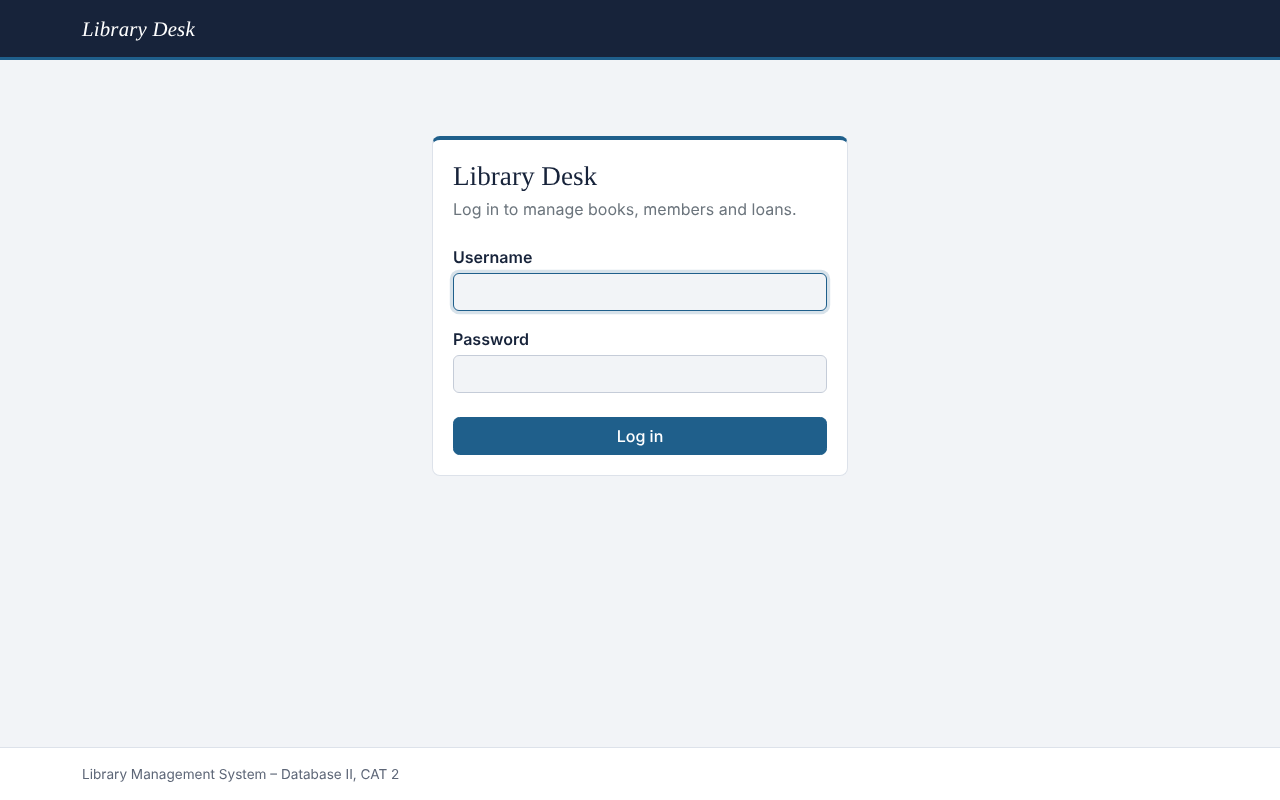 Library Desk
Library Desk
Log in to manage books, members and loans.
Username
Password
Log in
Library Management System – Database II, CAT 2